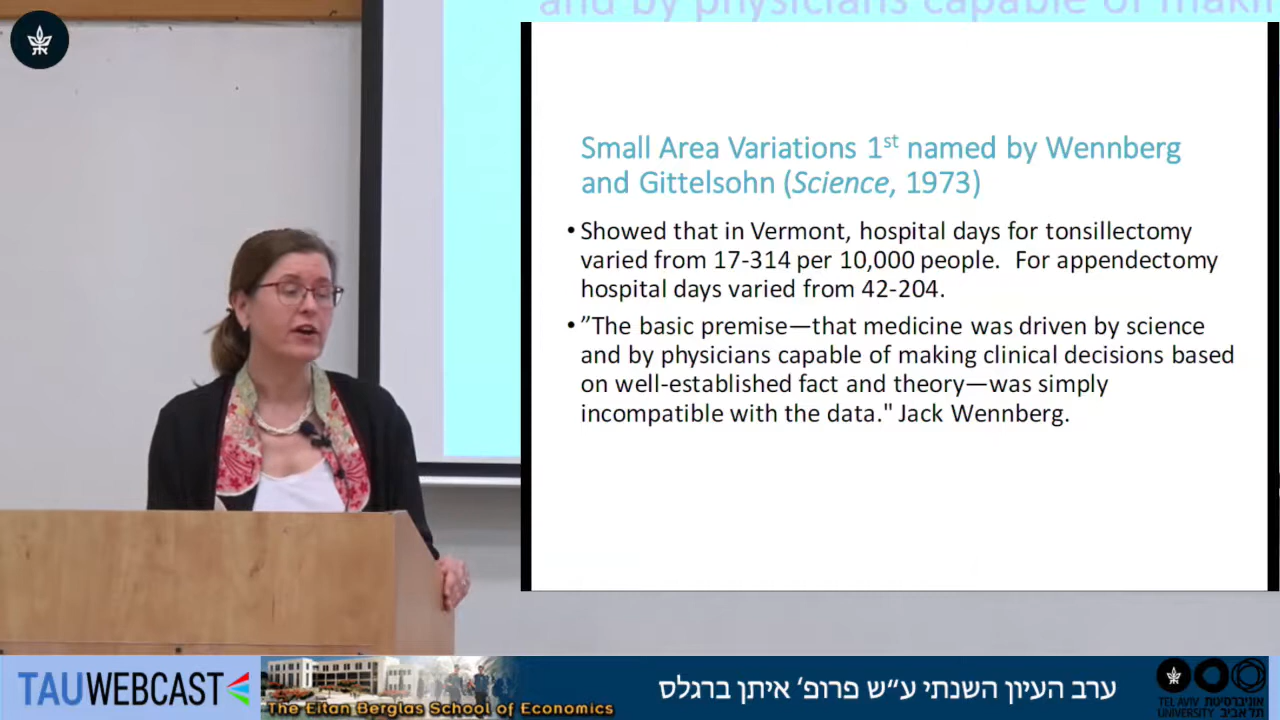 and by physicians capable of makin
Small Area Variations 1st named by Wennberg
and Gittelsohn (Science, 1973)
• Showed that in Vermont, hospital days for tonsillectomy
varied from 17-314 per 10,000 people. For appendectomy
hospital days varied from 42-204.
• ”The basic premise—that medicine was driven by science
and by physicians capable of making clinical decisions based
on well-established fact and theory—was simply
incompatible with the data." Jack Wennberg.
TAUWEBCAST
The Eitan Berglas School of Economics
ערב העיון השנתי ע״ש פרופ׳ איתן ברגלס
TEL AVIV UNIVERSITY
אוניברסיטת תל אביב